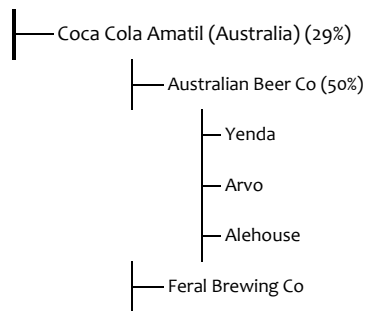 Coca Cola Amatil (Australia) (29%)
Australian Beer Co (50%)
Yenda
Arvo
Alehouse
Feral Brewing Co